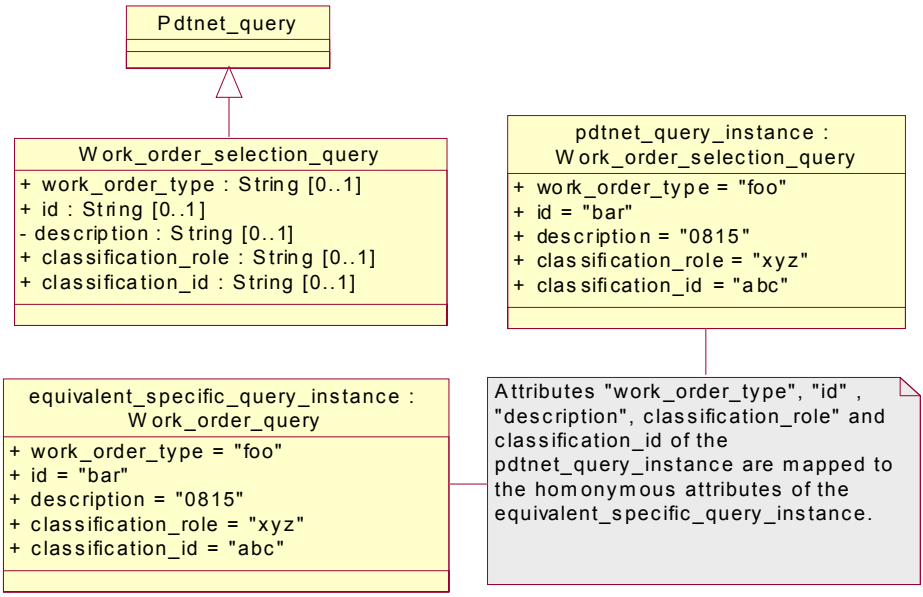 Pdtnet_query
Work_order_selection_query
+ work_order_type : String [0..1]
+ id : String [0..1]
- description : String [0..1]
+ classification_role : String [0..1]
+ classification_id : String [0..1]
pdtnet_query_instance :
Work_order_selection_query
+ work_order_type = "foo"
+ id = "bar"
+ description = "0815"
+ classification_role = "xyz"
+ classification_id = "abc"
equivalent_specific_query_instance :
Work_order_query
+ work_order_type = "foo"
+ id = "bar"
+ description = "0815"
+ classification_role = "xyz"
+ classification_id = "abc"
Attributes "work_order_type", "id" ,
"description", classification_role" and
classification_id of the
pdtnet_query_instance are mapped to
the homonymous attributes of the
equivalent_specific_query_instance.